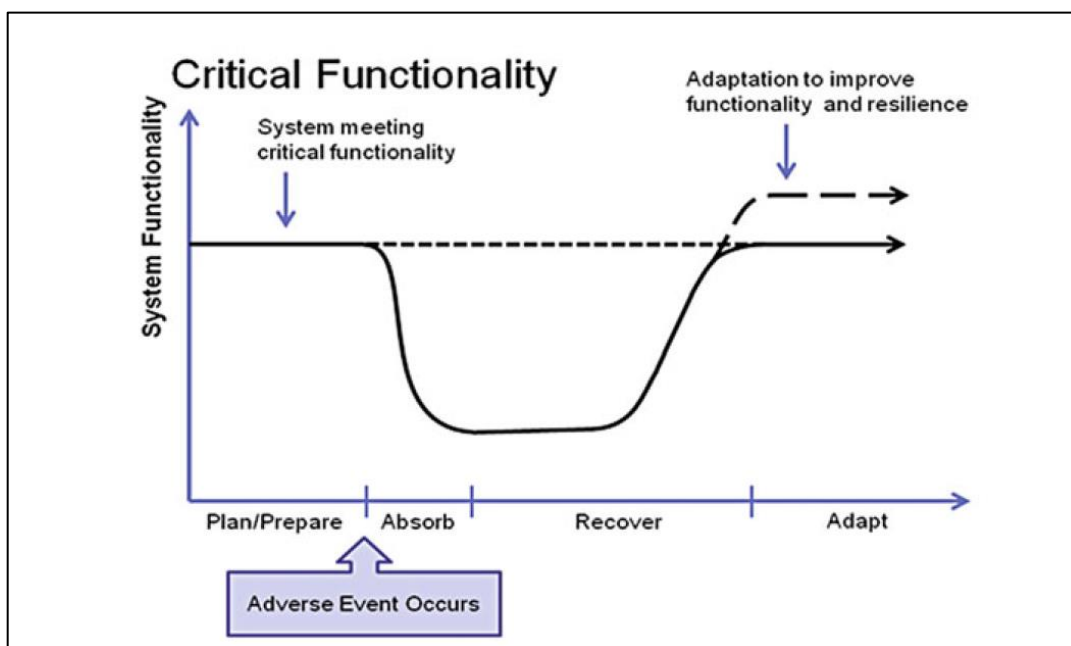 Critical Functionality
System Functionality
System meeting
critical functionality
Adaptation to improve
functionality and resilience
Plan/Prepare
Absorb
Recover
Adapt
Adverse Event Occurs